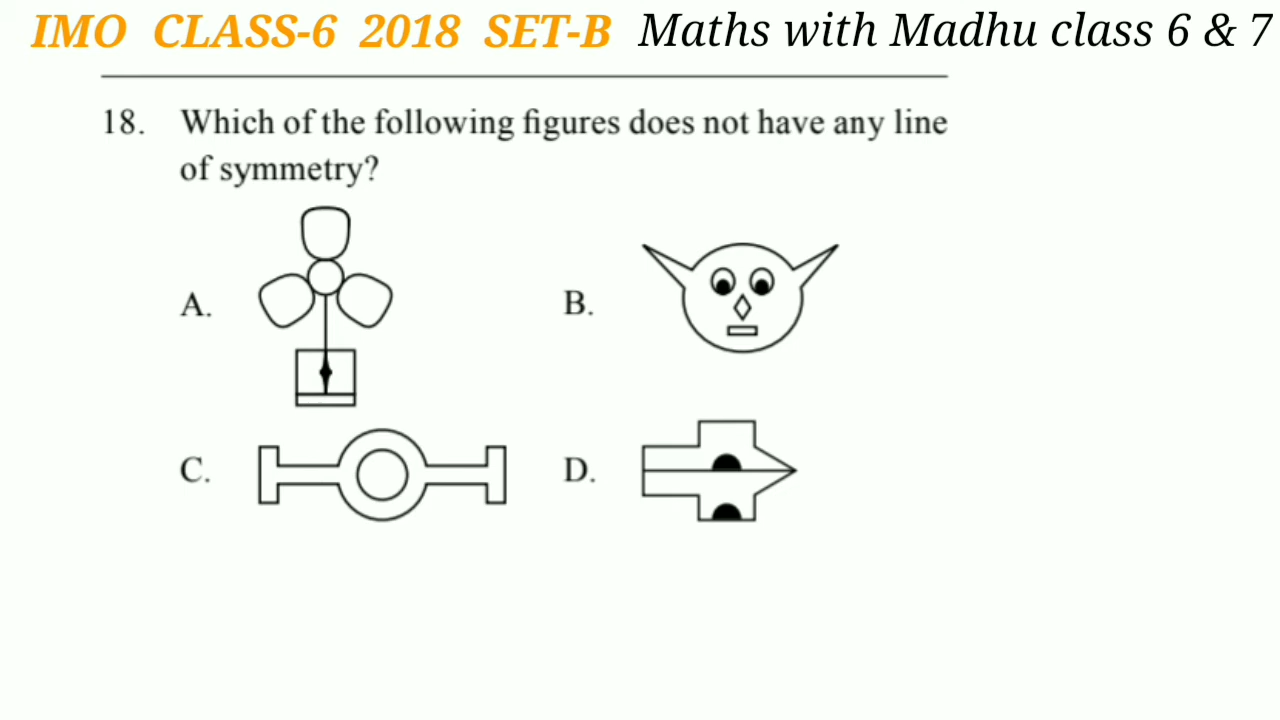 IMO CLASS-6 2018 SET-B Maths with Madhu class 6 & 7
18. Which of the following figures does not have any line
of symmetry?
A.
B.
C.
D.